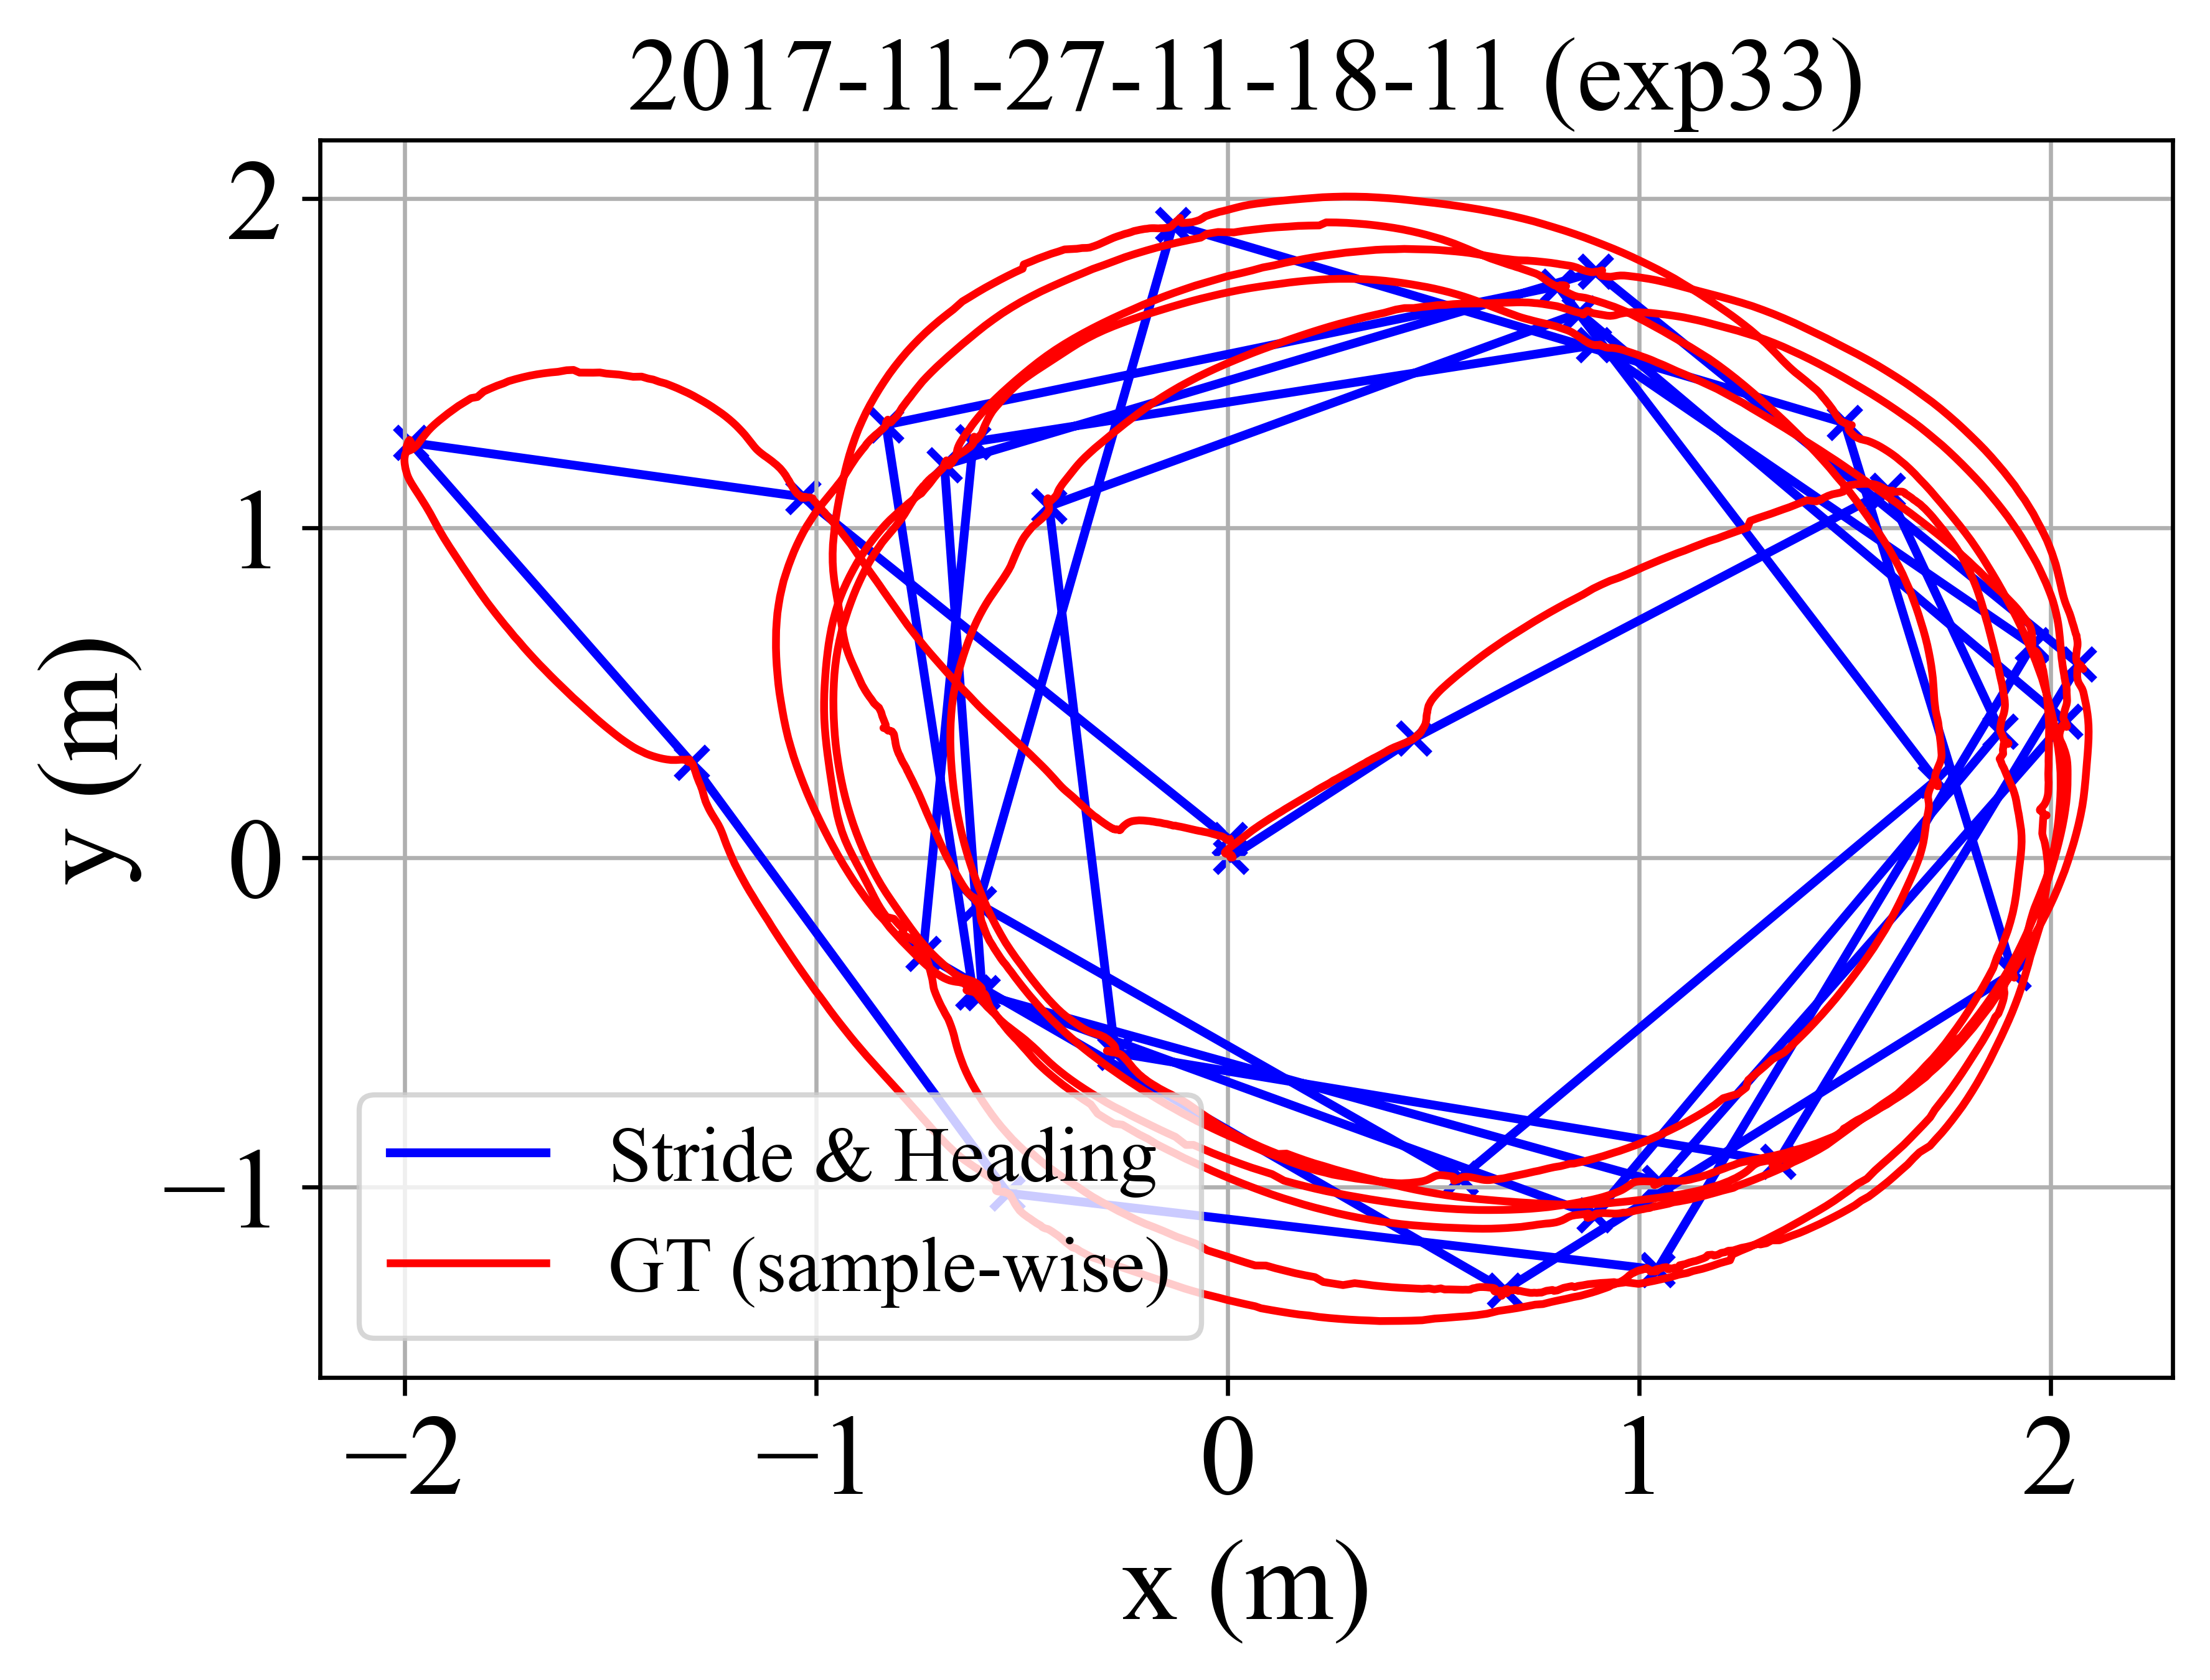 2017-11-27-11-18-11 (exp33)
2
1
0
−1
y (m)
Stride & Heading
GT (sample-wise)
−2 −1 0 1 2
x (m)